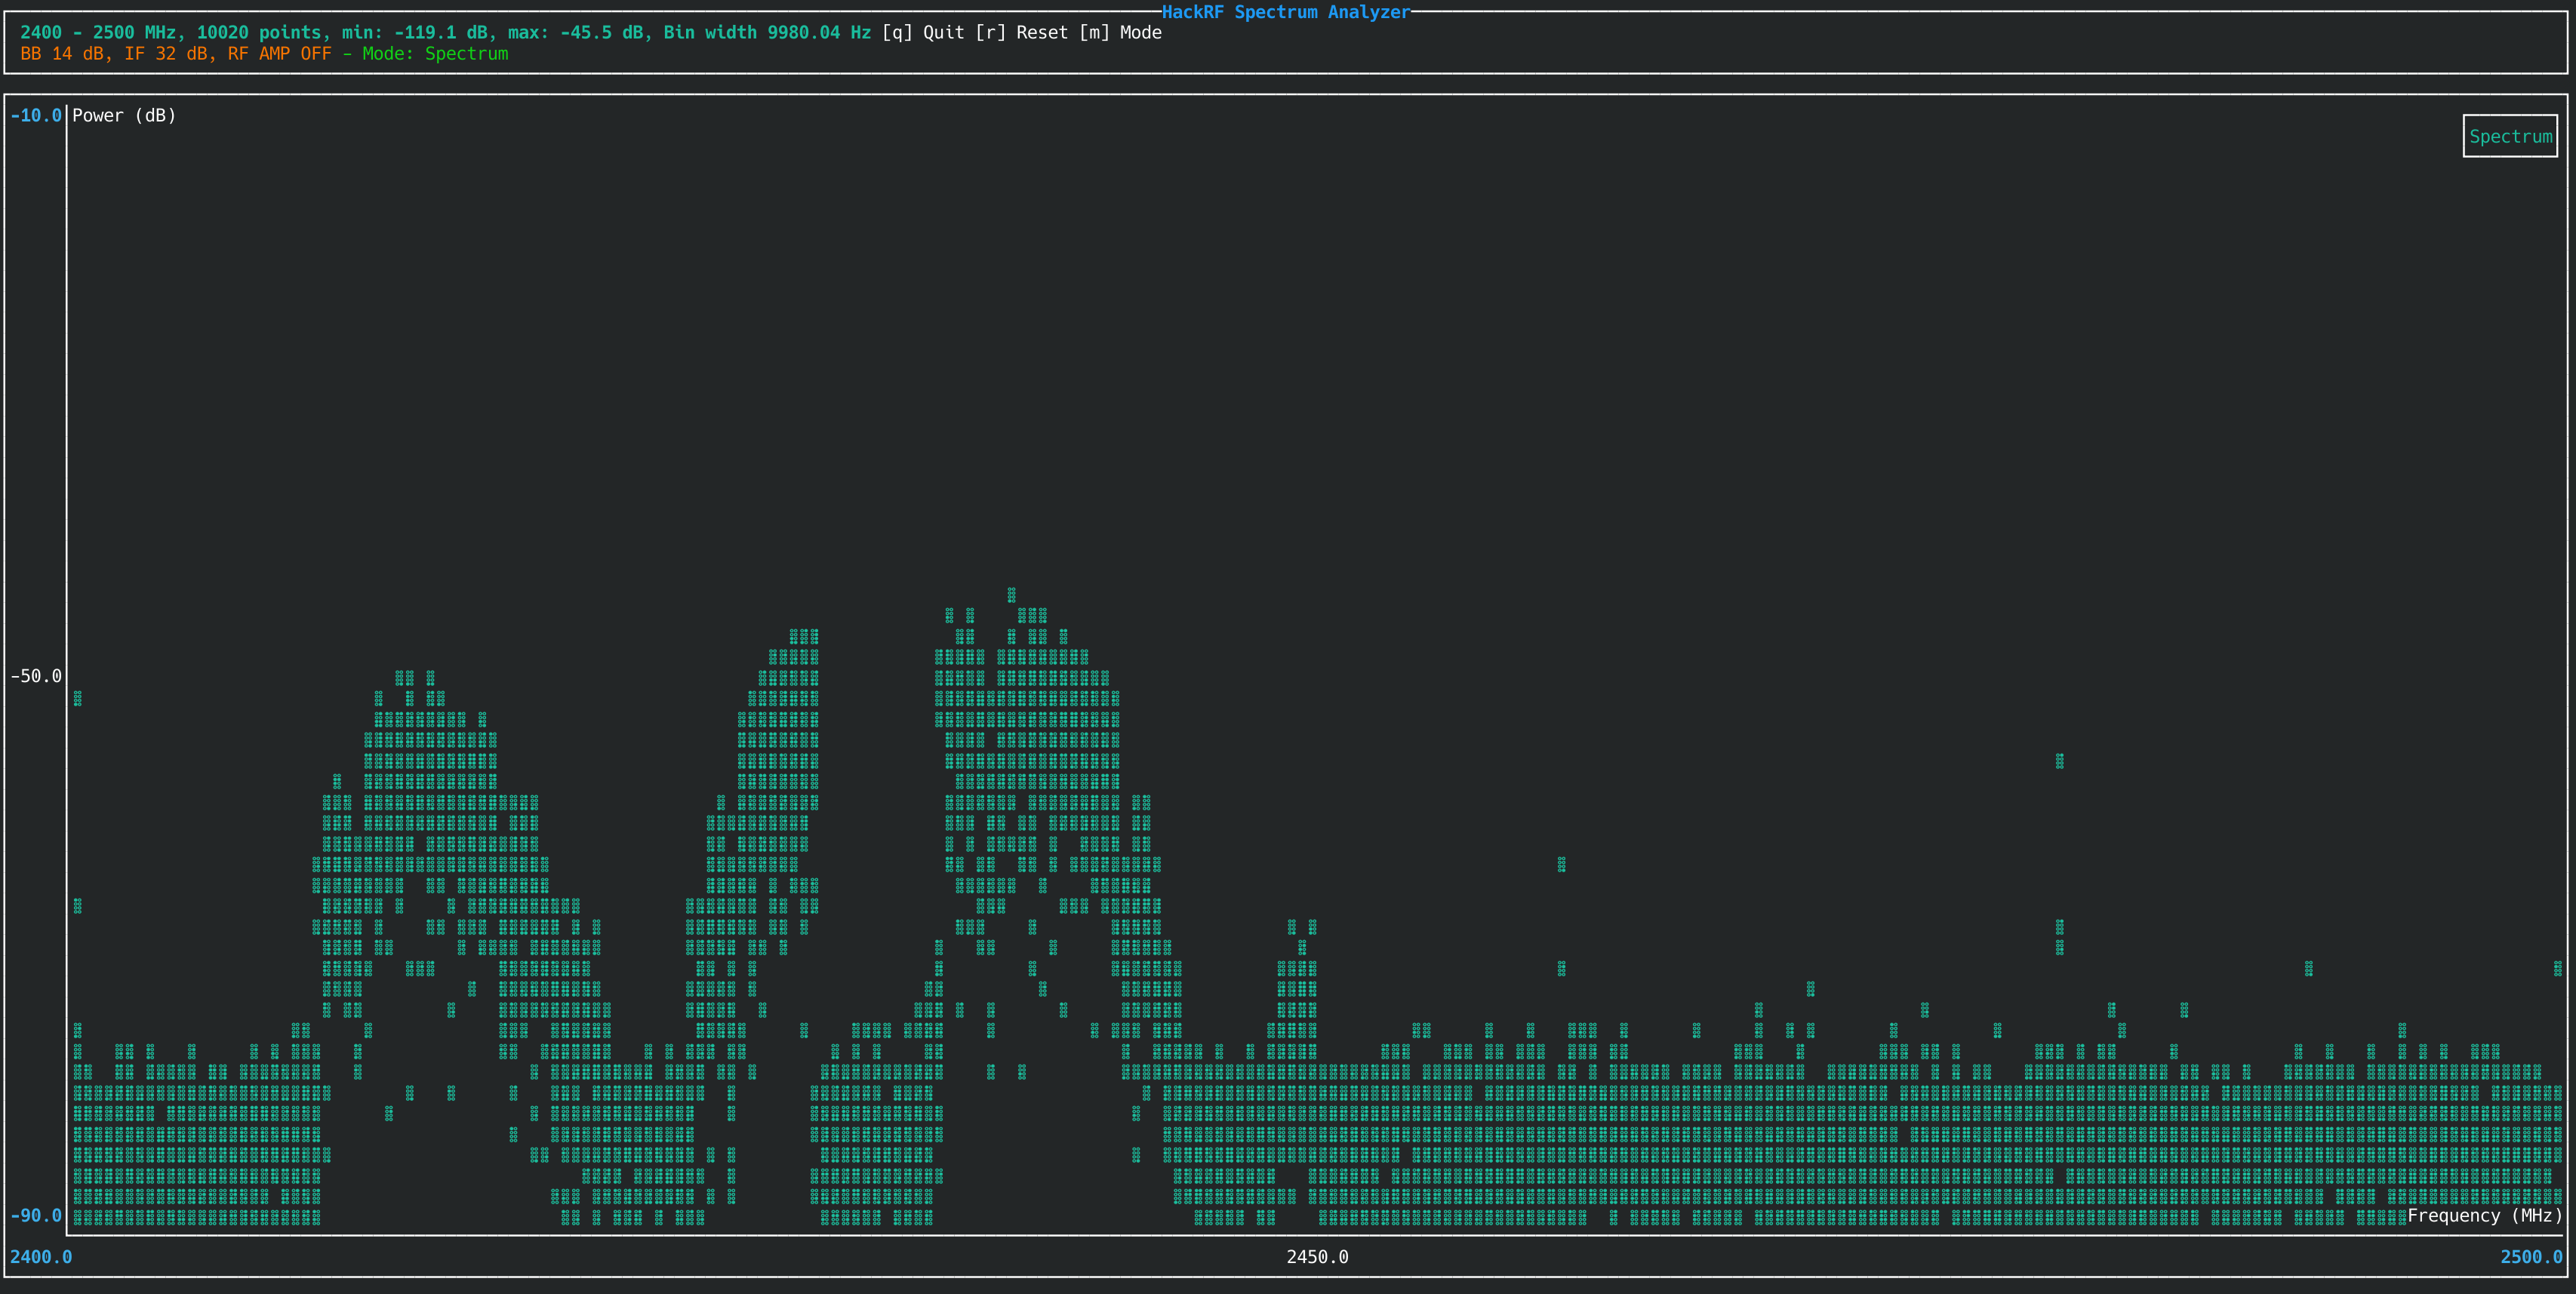 HackRF Spectrum Analyzer
2400 - 2500 MHz, 10020 points, min: -119.1 dB, max: -45.5 dB, Bin width 9980.04 Hz [q] Quit [r] Reset [m] Mode
BB 14 dB, IF 32 dB, RF AMP OFF - Mode: Spectrum
-10.0 Power (dB)
Spectrum
-50.0
-90.0
Frequency (MHz)
2400.0 2450.0 2500.0